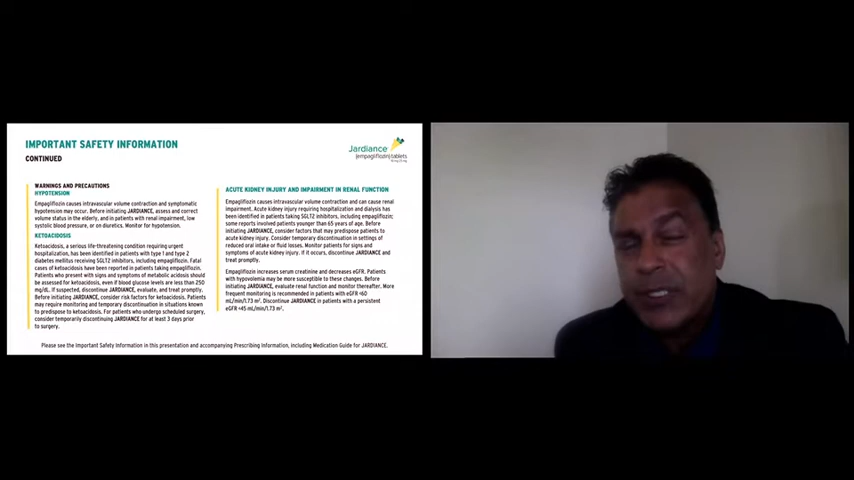 IMPORTANT SAFETY INFORMATION
CONTINUED
Jardiance
(empagliflozin) tablets
WARNINGS AND PRECAUTIONS
HYPOTENSION
Empagliflozin causes intravascular volume contraction and symptomatic
hypotension may occur. Before initiating JARDIANCE, assess and correct
volume status in the elderly, and in patients with renal impairment, low
systolic blood pressure, or on diuretics. Monitor for hypotension.
KETOACIDOSIS
Ketoacidosis, a serious life-threatening condition requiring urgent
hospitalization, has been identified in patients with type 1 and type 2
diabetes mellitus receiving SGLT2 inhibitors, including empagliflozin. Fatal
cases of ketoacidosis have been reported in patients taking empagliflozin.
Patients who present with signs and symptoms of metabolic acidosis should
be assessed for ketoacidosis, even if blood glucose levels are less than 250
mg/dL. If suspected, discontinue JARDIANCE, evaluate, and treat promptly.
Before initiating JARDIANCE, consider risk factors for ketoacidosis. Patients
may require monitoring and temporary discontinuation in situations known
to predispose to ketoacidosis. For patients who undergo scheduled surgery,
consider temporarily discontinuing JARDIANCE for at least 3 days prior
to surgery.
ACUTE KIDNEY INJURY AND IMPAIRMENT IN RENAL FUNCTION
Empagliflozin causes intravascular volume contraction and can cause renal
impairment. Acute kidney injury requiring hospitalization and dialysis has
been identified in patients taking SGLT2 inhibitors, including empagliflozin;
some reports involved patients younger than 65 years of age. Before
initiating JARDIANCE, consider factors that may predispose patients to
acute kidney injury. Consider temporary discontinuation in settings of
reduced oral intake or fluid losses. Monitor patients for signs and
symptoms of acute kidney injury. If it occurs, discontinue JARDIANCE and
treat promptly.
Empagliflozin increases serum creatinine and decreases eGFR. Patients
with hypovolemia may be more susceptible to these changes. Before
initiating JARDIANCE, evaluate renal function and monitor thereafter. More
frequent monitoring is recommended in patients with eGFR <60
mL/min/1.73 m². Discontinue JARDIANCE in patients with a persistent
eGFR <45 mL/min/1.73 m².
Please see the Important Safety Information in this presentation and accompanying Prescribing Information, including Medication Guide for JARDIANCE.